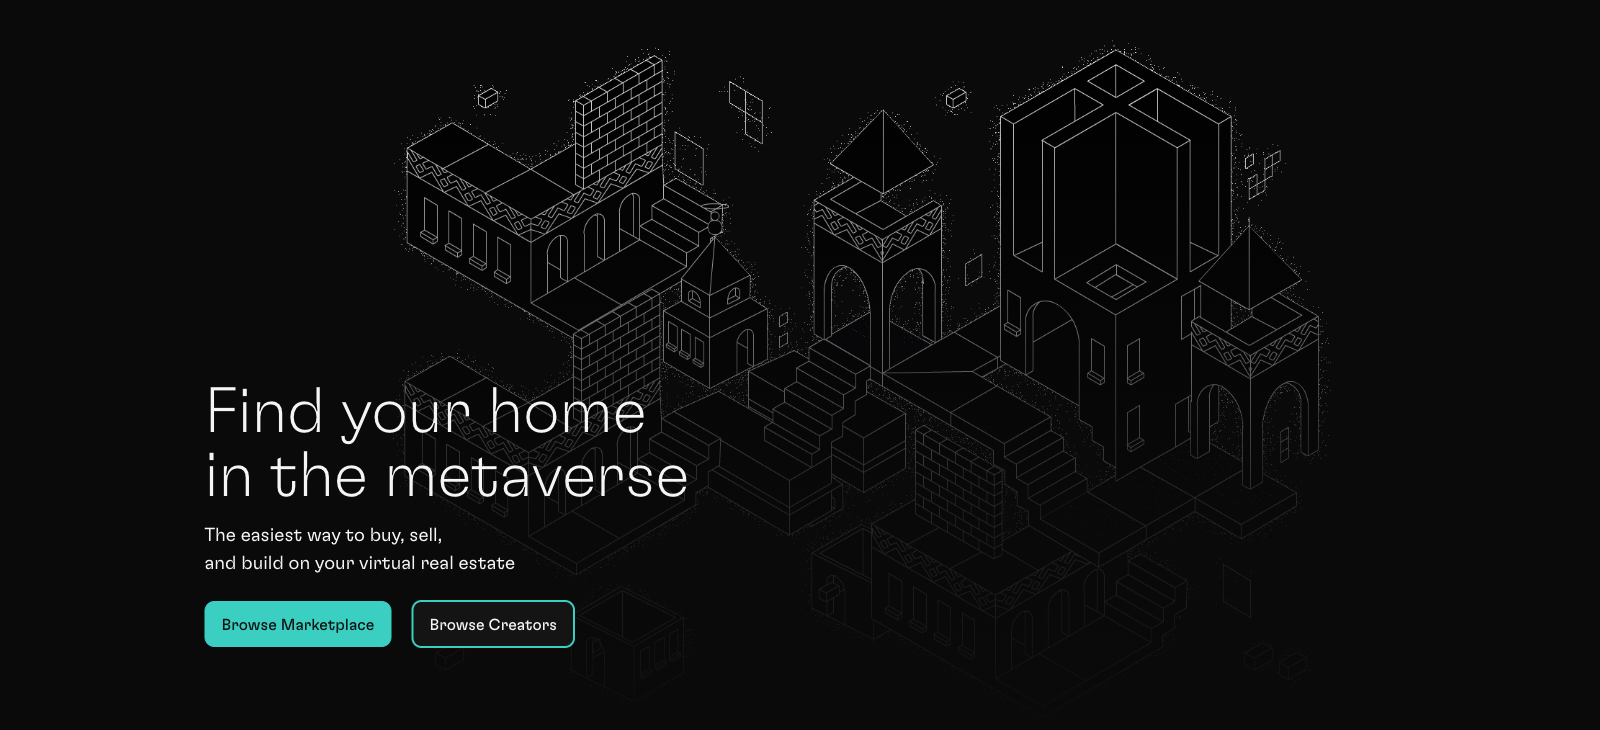 Find your home
in the metaverse
The easiest way to buy, sell,
and build on your virtual real estate
Browse Marketplace
Browse Creators